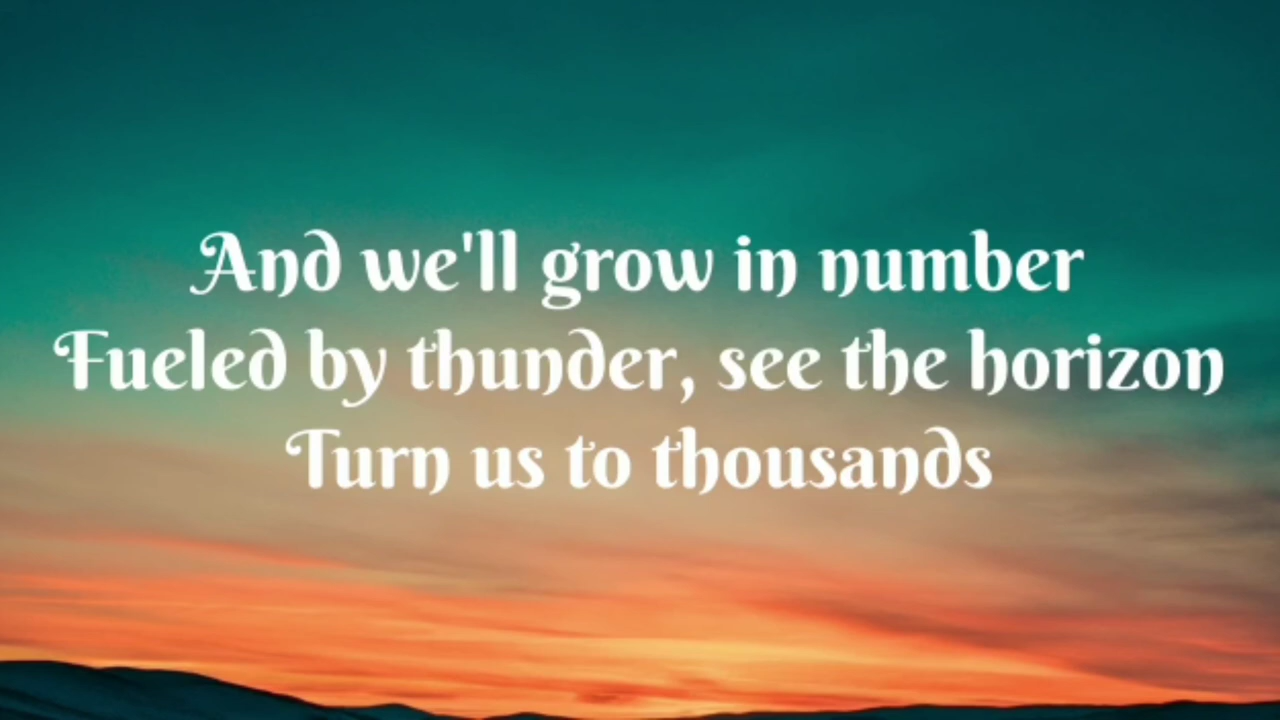 And we'll grow in number
Fueled by thunder, see the horizon
Turn us to thousands